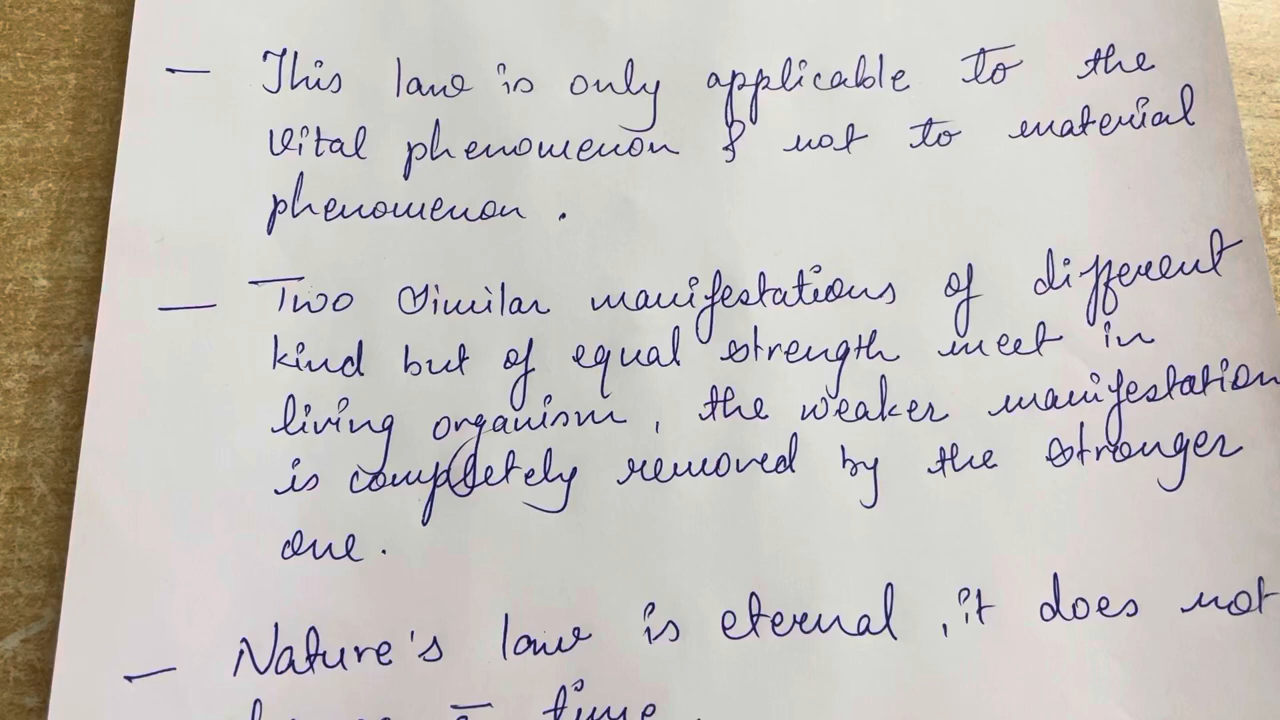 — This law is only applicable to the
vital phenomenon & not to material
phenomenon.
— Two similar manifestations of different
kind but of equal strength meet in
living organism, the weaker manifestation
is completely removed by the stronger
one.
— Nature's law is eternal, it does not
time.